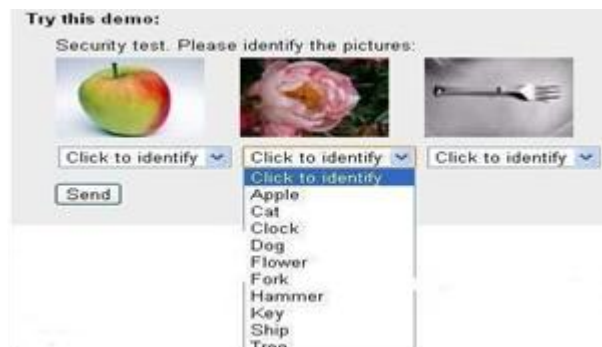 Try this demo:
Security test. Please identify the pictures:
Click to identify Click to identify Click to identify
Click to identify
Send
Apple
Cat
Clock
Dog
Flower
Fork
Hammer
Key
Ship
Tree